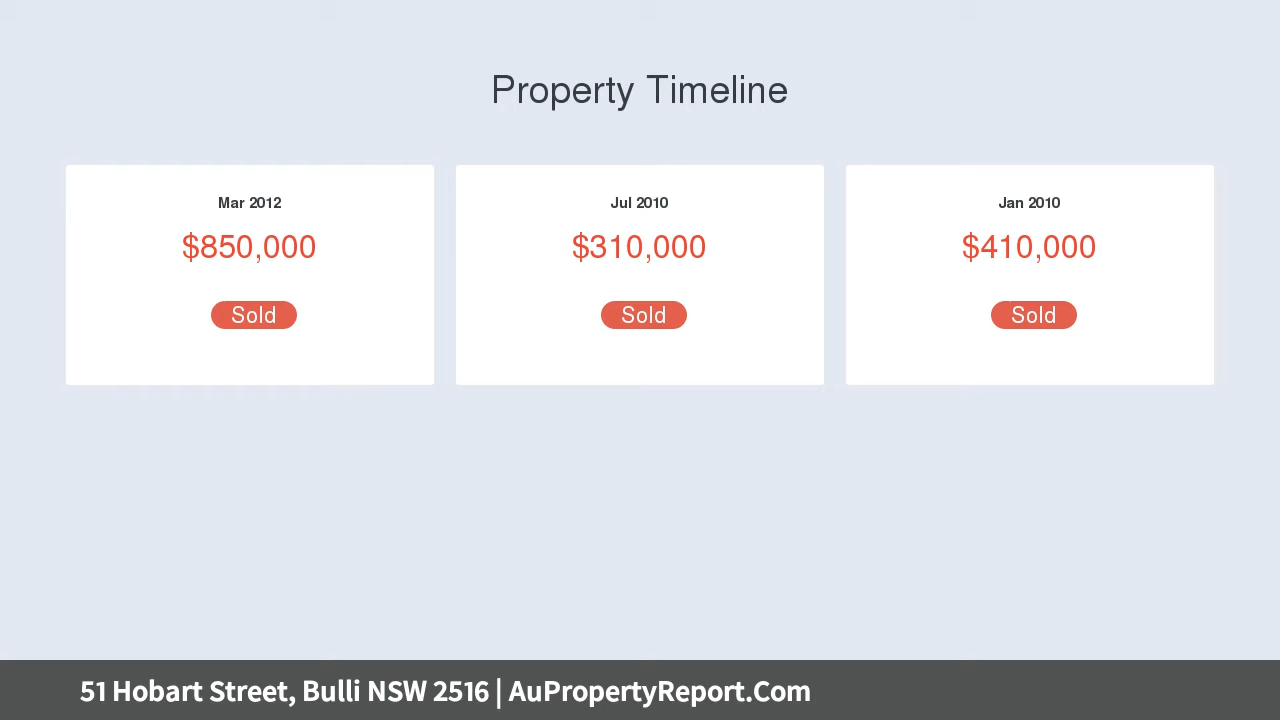 Property Timeline
Mar 2012
$850,000
Sold
Jul 2010
$310,000
Sold
Jan 2010
$410,000
Sold
51 Hobart Street, Bulli NSW 2516 | AuPropertyReport.Com